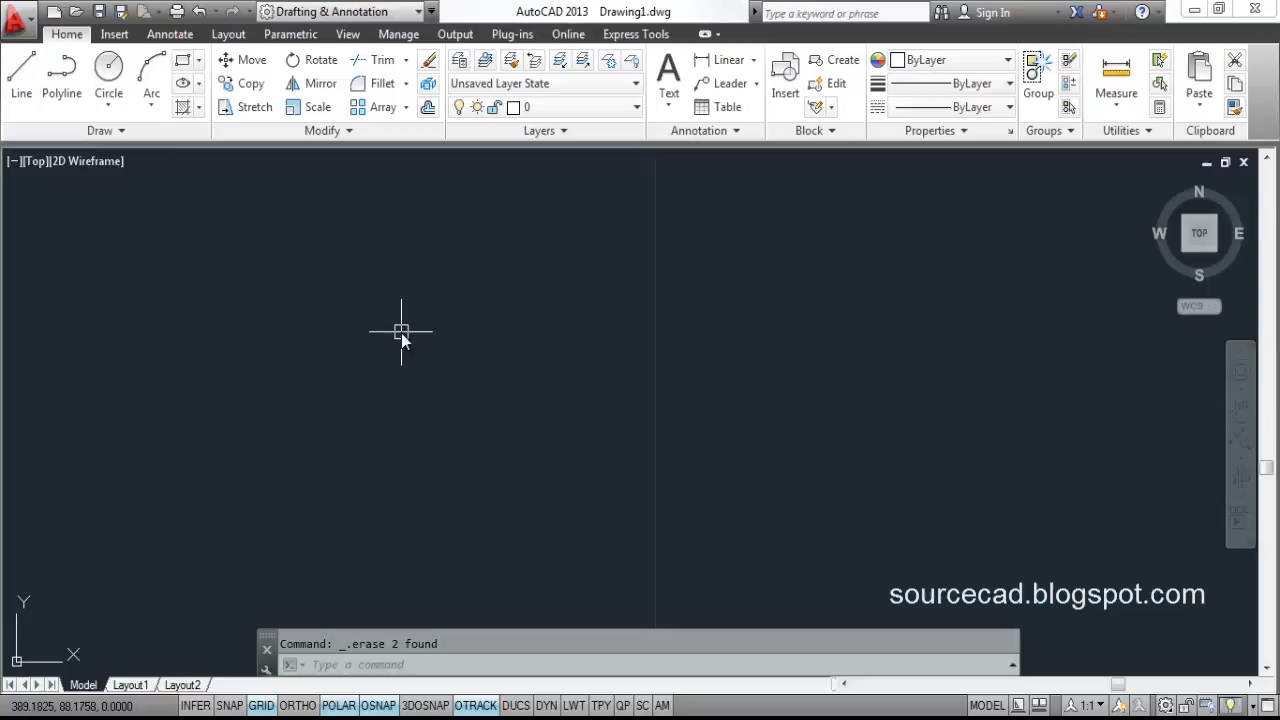 Drafting & Annotation
AutoCAD 2013 Drawing1.dwg
Type a keyword or phrase
Sign In
Home Insert Annotate Layout Parametric View Manage Output Plug-ins Online Express Tools
Line Polyline Circle Arc
Draw
Move Rotate Trim
Copy Mirror Fillet
Stretch Scale Array
Modify
Unsaved Layer State
0
Layers
Text
Linear
Leader
Table
Annotation
Insert
Create
Edit
Block
ByLayer
ByLayer
ByLayer
Properties
Group
Groups
Measure
Utilities
Paste
Clipboard
[−][Top][2D Wireframe]
N
W TOP E
S
WCS
sourcecad.blogspot.com
Y
X
Command: _.erase 2 found
Type a command
Model Layout1 Layout2
389.1825, 88.1758, 0.0000 INFER SNAP GRID ORTHO POLAR OSNAP 3DOSNAP OTRACK DUCS DYN LWT TPY QP SC AM MODEL 1:1